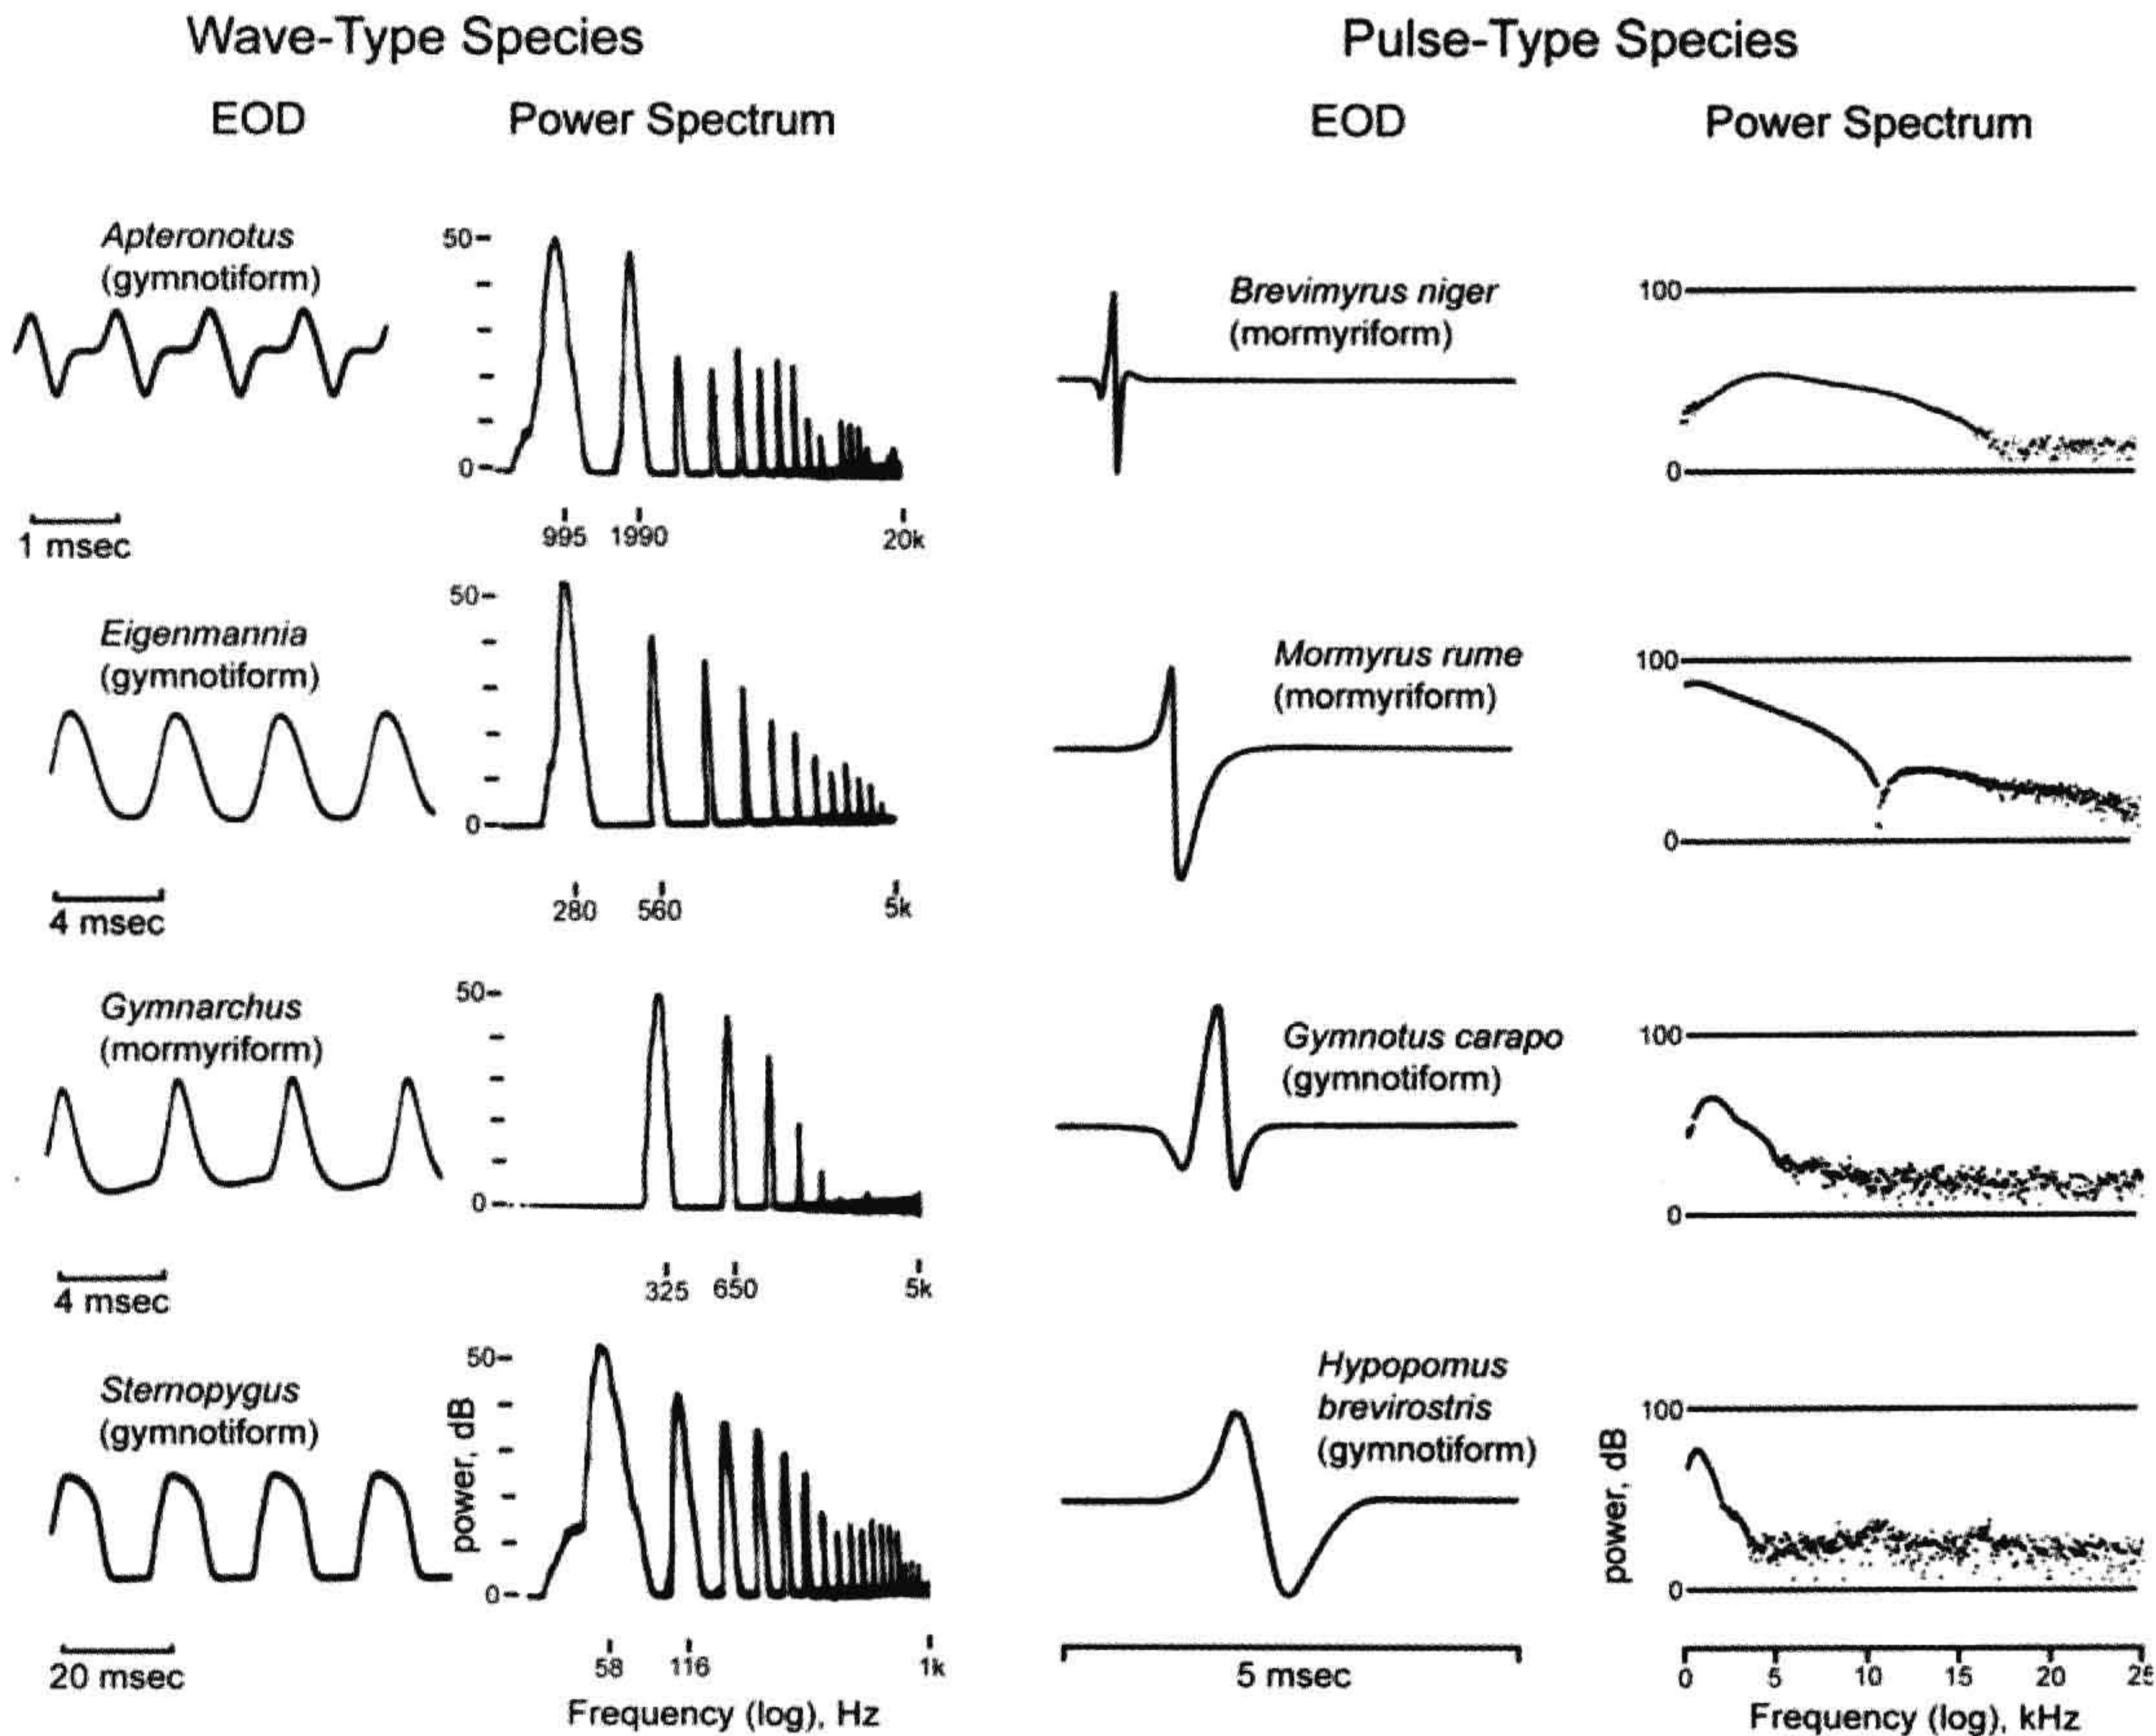 Wave-Type Species
EOD
Power Spectrum
Apteronotus
(gymnotiform)
50
0
1 msec
995
1990
20k
Eigenmannia
(gymnotiform)
50
0
4 msec
280
560
5k
Gymnarchus
(mormyriform)
50
0
4 msec
325
650
5k
Sternopygus
(gymnotiform)
power, dB
50
0
20 msec
58
116
1k
Frequency (log), Hz
Pulse-Type Species
EOD
Power Spectrum
Brevimyrus niger
(mormyriform)
100
0
Mormyrus rume
(mormyriform)
100
0
Gymnotus carapo
(gymnotiform)
100
0
Hypopomus
brevirostris
(gymnotiform)
power, dB
100
0
5 msec
0 5 10 15 20 25
Frequency (log), kHz